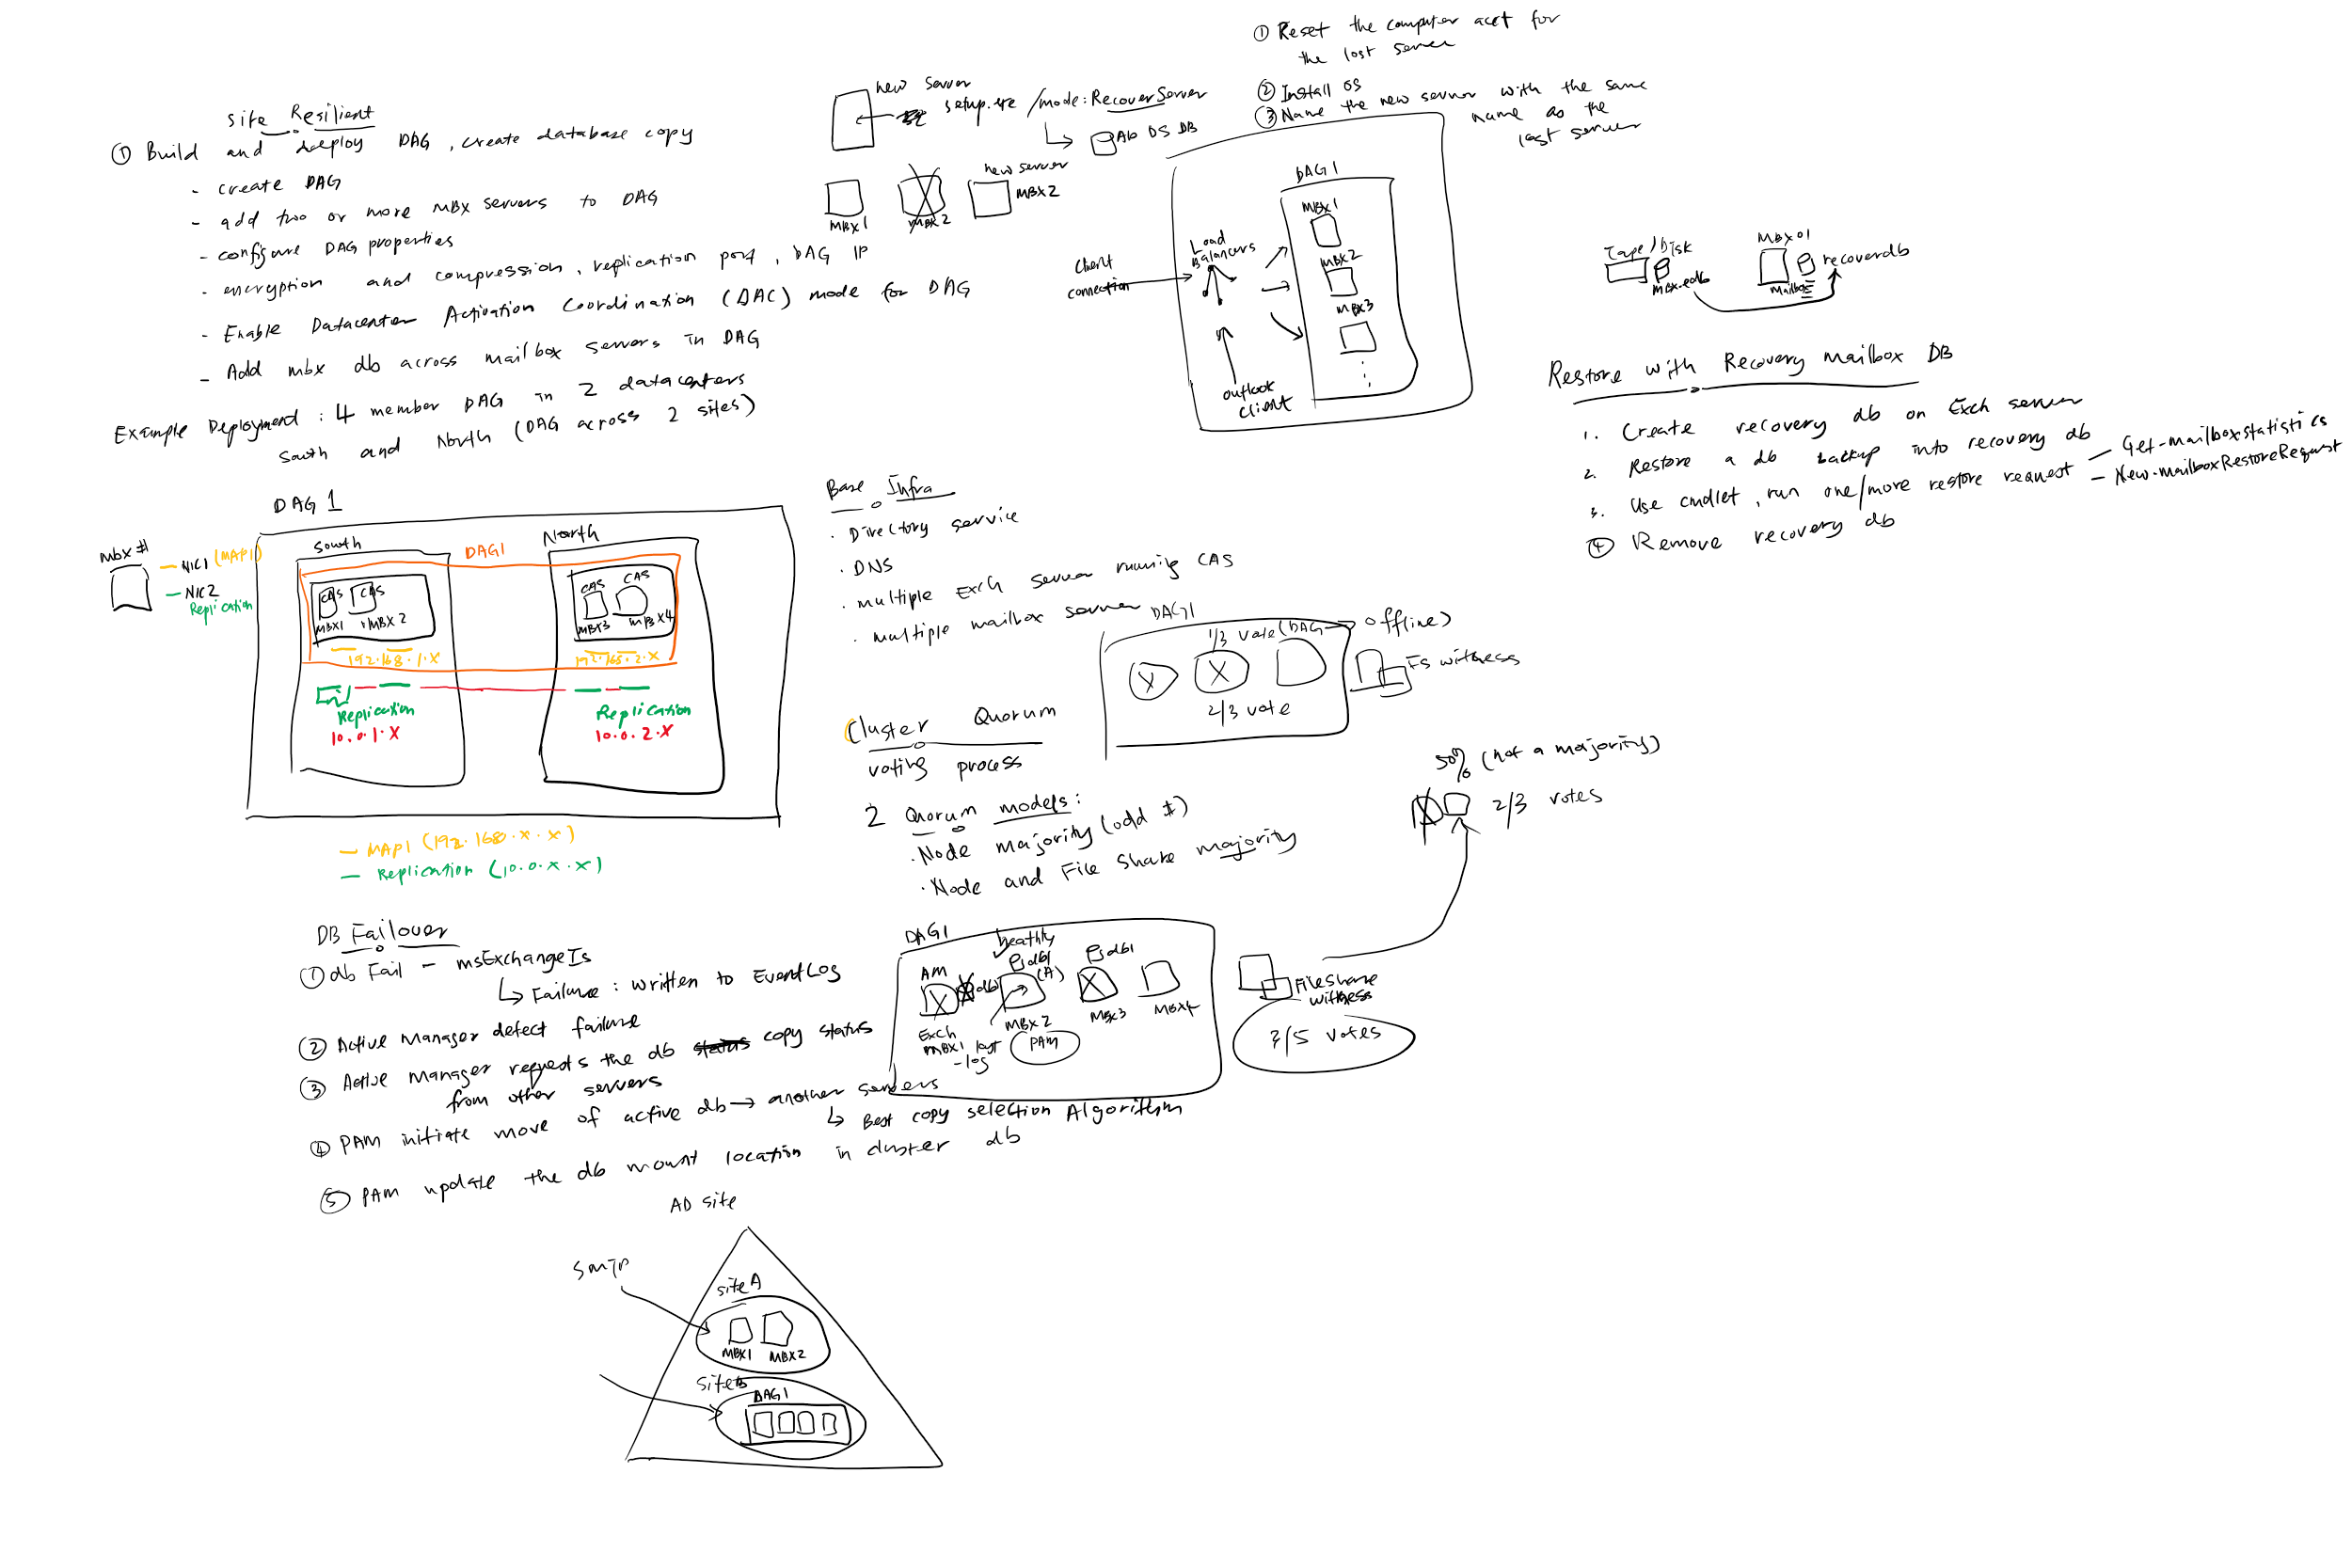 Site Resilient
① Build and deploy DAG, create database copy
- create DAG
- add two or more MBX servers to DAG
- configure DAG properties
- encryption and compression, replication port, DAG IP
- Enable Datacenter Activation Coordination (DAC) mode for DAG
- Add mbx db across mailbox servers in DAG
Example Deployment : 4 member DAG in 2 datacenters
South and North (DAG across 2 sites)
new server
setup.exe /mode:RecoverServer
DS DB
new server
MBX1
MBX2
MBX2
① Reset the computer acct for
the lost server
② Install OS
③ Name the new server with the same
name as the
last server
DAG1
MBX1
MBX2
MBX3
Load
Balancers
Client
connection
outlook
client
Tape/Disk
MBX.edb
MBX01
recoverdb
mailbox
Restore with Recovery mailbox DB
1. Create recovery db on Exch server
2. Restore a db backup into recovery db
3. Use cmdlet, run one/more restore request
- Get-mailboxstatistics
- New-mailboxRestoreRequest
④ Remove recovery db
DAG 1
mbx #
- NIC1 (MAPI)
- NIC2
Replication
South
North
DAG1
CAS CAS
MBX1 MBX2
CAS CAS
MBX3 MBX4
192.168.1.X
192.168.2.X
Replication
10.0.1.X
Replication
10.0.2.X
- MAPI (192.168.x.x)
- Replication (10.0.x.x)
Base Infra
. Directory service
. DNS
. multiple Exch server running CAS
. multiple mailbox server
DAG1
1/3 vote (DAG → offline)
X X
2/3 vote
FS witness
Cluster Quorum
voting process
2 Quorum models:
. Node majority (odd #)
. Node and File Share majority
50% (not a majority)
2/3 votes
DB Failover
① db Fail - msExchangeIs
↳ Failure: written to EventLog
② Active manager detect failure
③ Active manager requests the db status copy status
from other servers
④ PAM initiate move of active db → another servers
↳ Best copy selection Algorithm
⑤ PAM update the db mount location in cluster db
DAG1
AM
db1
healthy
db1
(A)
db1
Exch
MBX1 last
- log
MBX2
PAM
MBX3
MBX4
Fileshare
witness
3/5 votes
AD site
SMTP
site A
MBX1 MBX2
site B
DAG1